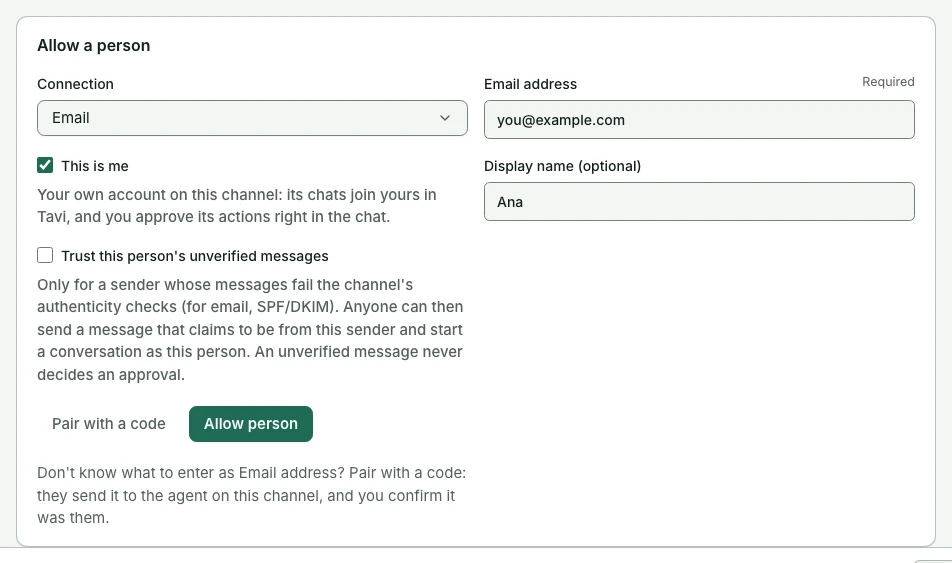 Allow a person
Connection
Email
This is me
Your own account on this channel: its chats join yours in
Tavi, and you approve its actions right in the chat.
Trust this person's unverified messages
Only for a sender whose messages fail the channel's
authenticity checks (for email, SPF/DKIM). Anyone can then
send a message that claims to be from this sender and start
a conversation as this person. An unverified message never
decides an approval.
Email address
Required
you@example.com
Display name (optional)
Ana
Pair with a code
Allow person
Don't know what to enter as Email address? Pair with a code:
they send it to the agent on this channel, and you confirm it
was them.